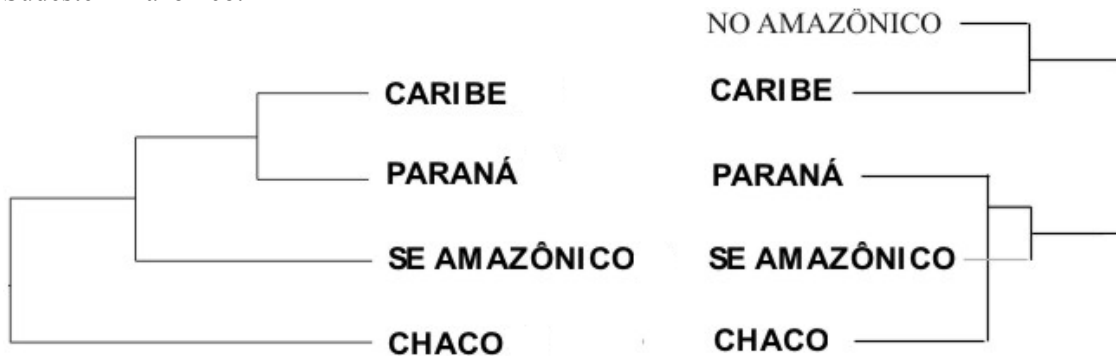 NO AMAZÔNICO
CARIBE CARIBE
PARANÁ PARANÁ
SE AMAZÔNICO SE AMAZÔNICO
CHACO CHACO